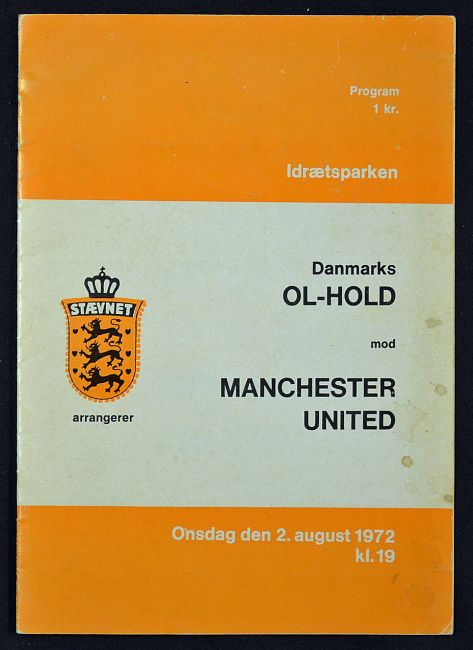 Program
1 kr.
Idrætsparken
Danmarks
OL-HOLD
mod
MANCHESTER
UNITED
STÆVNET
arrangerer
Onsdag den 2. august 1972
kl. 19